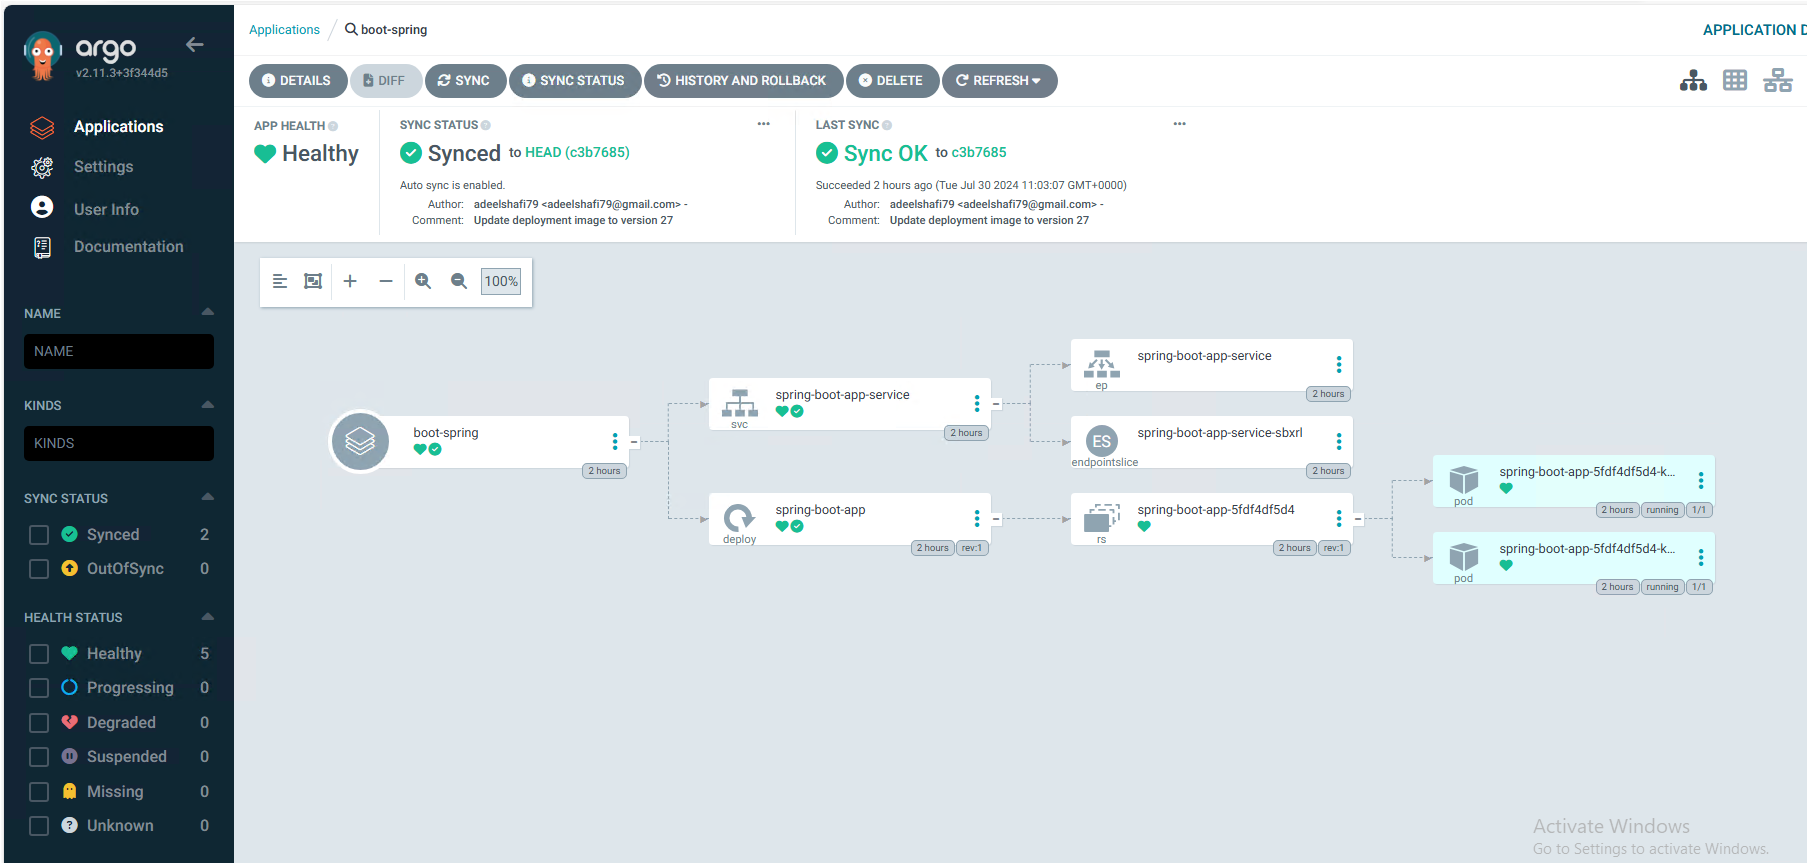 argo
v2.11.3+3f344d5
Applications
Settings
User Info
Documentation
NAME
NAME
KINDS
KINDS
SYNC STATUS
Synced 2
OutOfSync 0
HEALTH STATUS
Healthy 5
Progressing 0
Degraded 0
Suspended 0
Missing 0
Unknown 0
Applications / boot-spring
APPLICATION D
DETAILS DIFF SYNC SYNC STATUS HISTORY AND ROLLBACK DELETE REFRESH
APP HEALTH
Healthy
SYNC STATUS
Synced to HEAD (c3b7685)
Auto sync is enabled.
Author: adeelshafi79 <adeelshafi79@gmail.com> -
Comment: Update deployment image to version 27
LAST SYNC
Sync OK to c3b7685
Succeeded 2 hours ago (Tue Jul 30 2024 11:03:07 GMT+0000)
Author: adeelshafi79 <adeelshafi79@gmail.com> -
Comment: Update deployment image to version 27
100%
boot-spring
2 hours
spring-boot-app-service
svc
2 hours
spring-boot-app
deploy
2 hours rev:1
spring-boot-app-service
ep
2 hours
ES
spring-boot-app-service-sbxrl
endpointslice
2 hours
spring-boot-app-5fdf4df5d4
rs
2 hours rev:1
spring-boot-app-5fdf4df5d4-k...
pod
2 hours running 1/1
spring-boot-app-5fdf4df5d4-k...
pod
2 hours running 1/1
Activate Windows
Go to Settings to activate Windows.